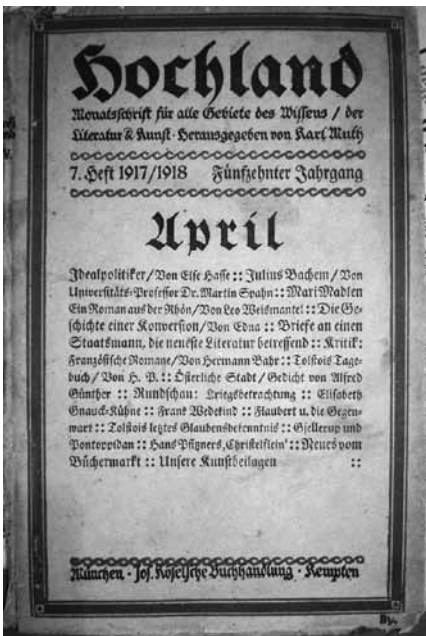 Hochland
Monatsschrift für alle Gebiete des Wissens / der
Literatur & Kunst · Herausgegeben von Karl Muth
7. Heft 1917/1918 Fünfzehnter Jahrgang
April
Idealpolitiker / Von Else Hasse :: Julius Bachem / Von
Universitäts-Professor Dr. Martin Spahn :: Mari Madlen
Ein Roman aus der Rhön / Von Leo Weismantel :: Die Ge-
schichte einer Konversion / Von Edna :: Briefe an einen
Staatsmann, die neueste Literatur betreffend :: Kritik:
Französische Romane / Von Hermann Bahr :: Tolstois Tage-
buch / Von H. P. :: Österliche Stadt / Gedicht von Alfred
Günther :: Rundschau: Kriegsbetrachtung :: Elisabeth
Gnauck-Kühne :: Frank Wedekind :: Flaubert u. die Gegen-
wart :: Tolstois letztes Glaubensbekenntnis :: Gjellerup und
Pontoppidan :: Hans Pfitzners ‚Christelflein‘ :: Neues vom
Büchermarkt :: Unsere Kunstbeilagen ::
München · Jos. Kösel'sche Buchhandlung · Kempten
By.